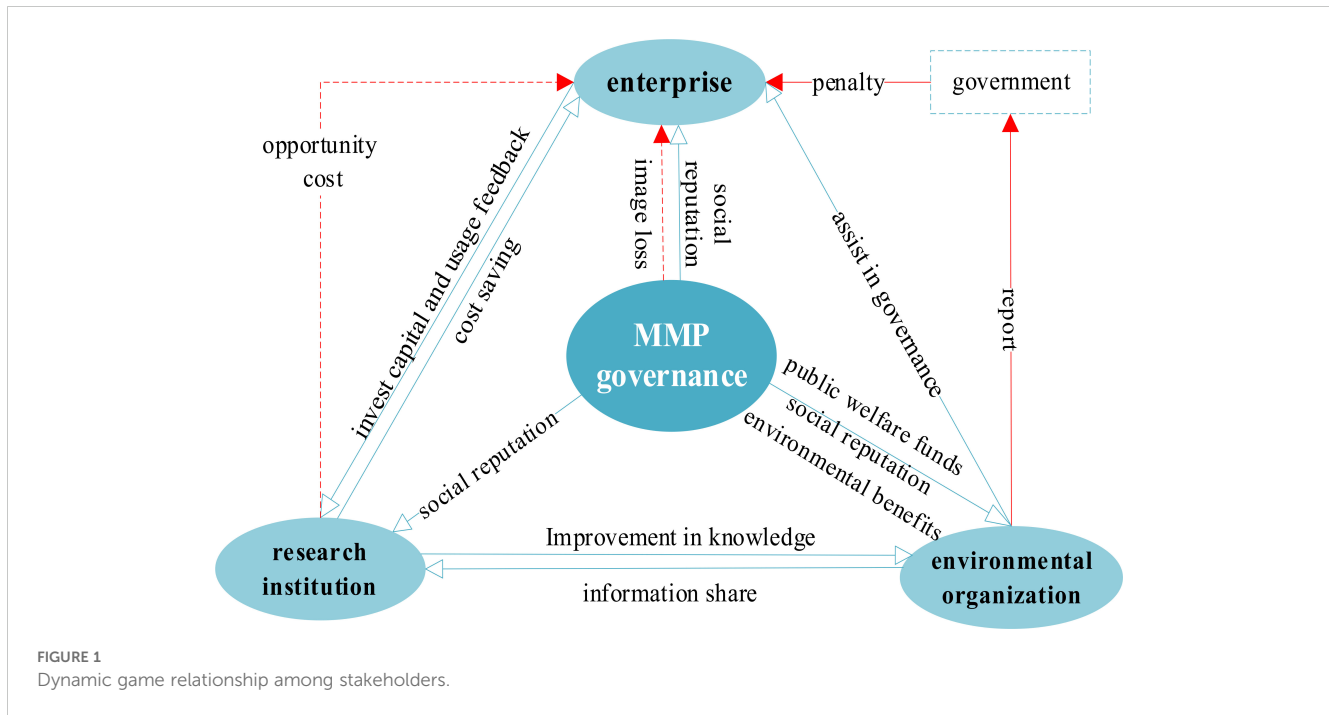 enterprise
penalty
government
opportunity
cost
invest capital and usage feedback
cost saving
image loss
social
reputation
assist in governance
report
MMP
governance
public welfare funds
social reputation
environmental benefits
social reputation
Improvement in knowledge
information share
research
institution
environmental
organization
FIGURE 1
Dynamic game relationship among stakeholders.